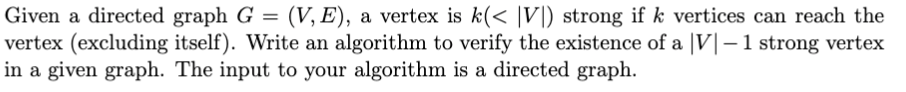 Given a directed graph G = (V, E), a vertex is k(< |V|) strong if k vertices can reach the
vertex (excluding itself). Write an algorithm to verify the existence of a |V| − 1 strong vertex
in a given graph. The input to your algorithm is a directed graph.